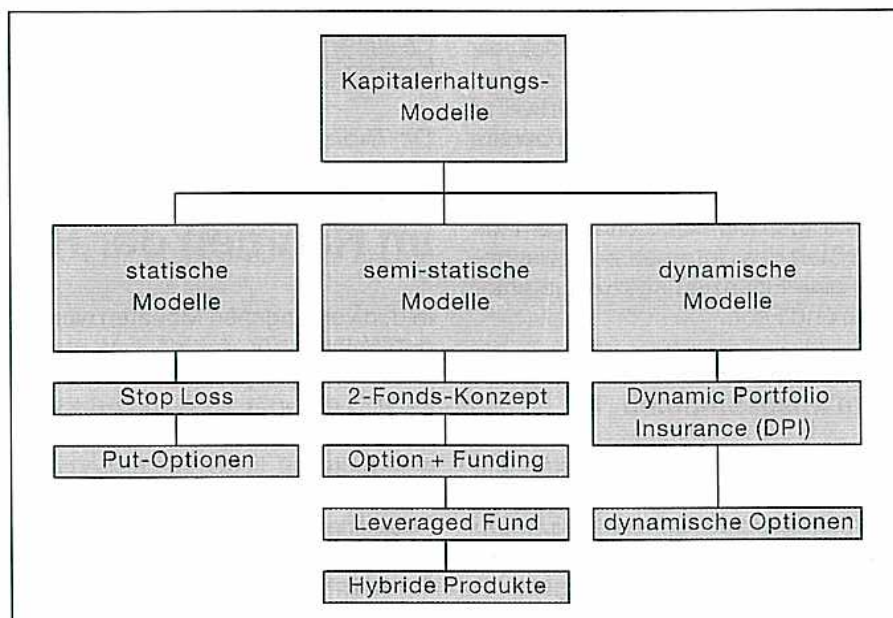 Kapitalerhaltungs-
Modelle
statische
Modelle
Stop Loss
Put-Optionen
semi-statische
Modelle
2-Fonds-Konzept
Option + Funding
Leveraged Fund
Hybride Produkte
dynamische
Modelle
Dynamic Portfolio
Insurance (DPI)
dynamische Optionen